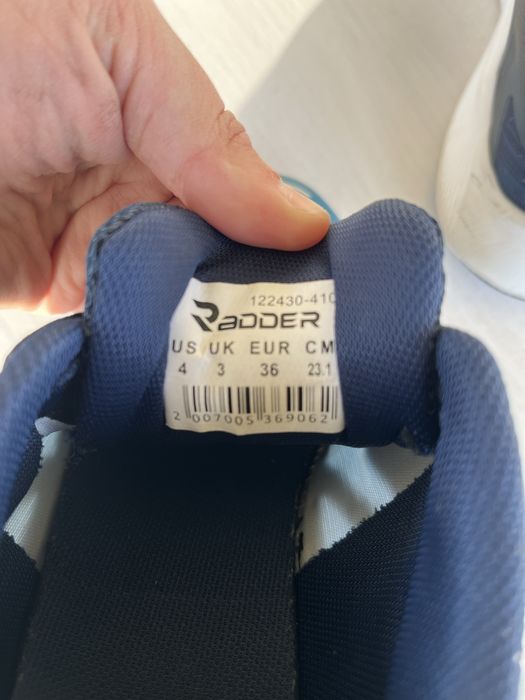 122430-410
RADDER
US UK EUR CM
4 3 36 23.1
2 007005 369062